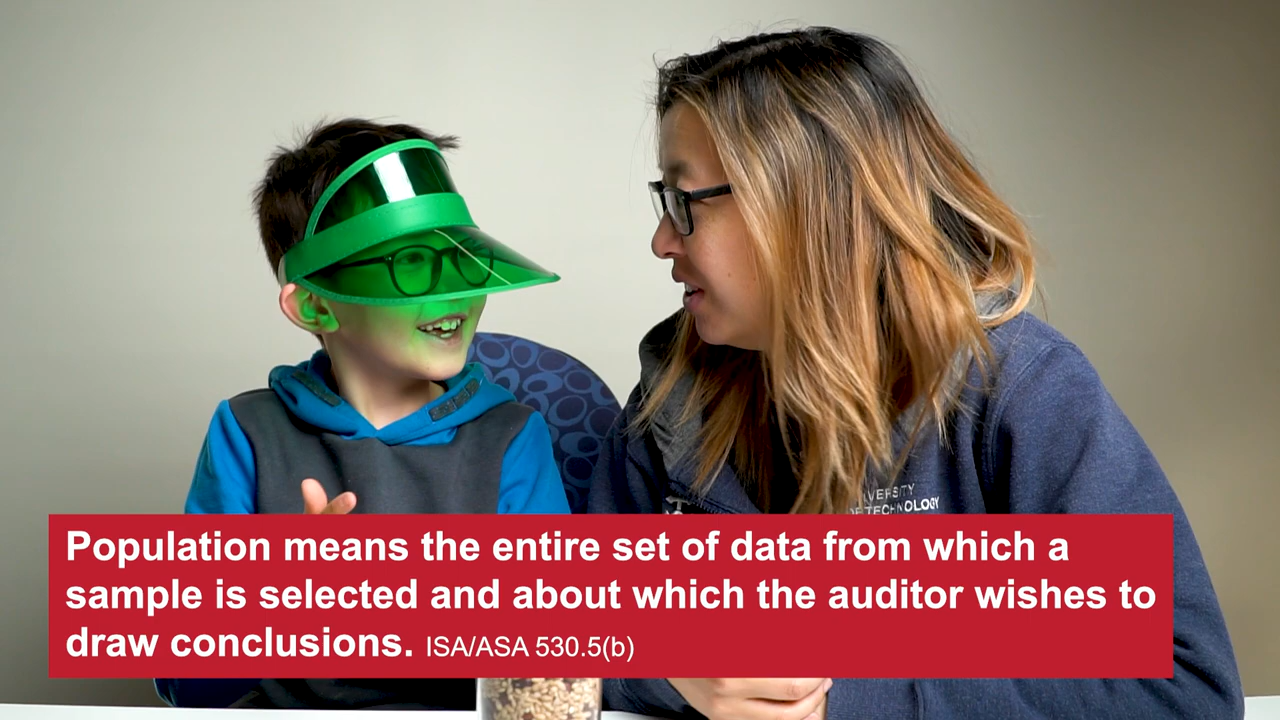 VERSITY
OF TECHNOLOGY
Population means the entire set of data from which a
sample is selected and about which the auditor wishes to
draw conclusions. ISA/ASA 530.5(b)